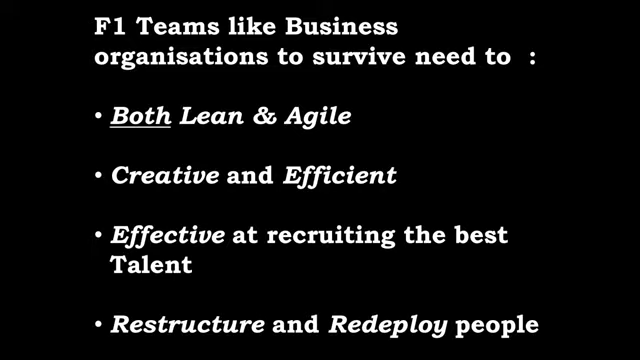 F1 Teams like Business
organisations to survive need to :
• Both Lean & Agile
• Creative and Efficient
• Effective at recruiting the best
Talent
• Restructure and Redeploy people